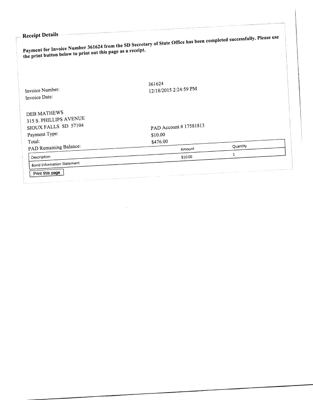 Receipt Details
Payment for Invoice Number 361624 from the SD Secretary of State Office has been completed successfully. Please use
the print button below to print out this page as a receipt.
Invoice Number: 361624
Invoice Date: 12/18/2015 2:24:59 PM
DEB MATHEWS
315 S. PHILLIPS AVENUE
SIOUX FALLS SD 57104
Payment Type: PAD Account # 17581813
Total: $10.00
PAD Remaining Balance: $476.00
Description Amount Quantity
Bond Information Statement $10.00 1
Print this page